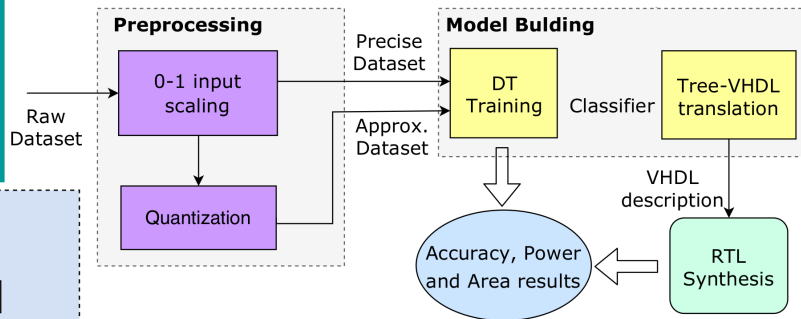 Preprocessing
0-1 input
scaling
Raw
Dataset
Quantization
Precise
Dataset
Approx.
Dataset
Model Bulding
DT
Training
Classifier
Tree-VHDL
translation
VHDL
description
RTL
Synthesis
Accuracy, Power
and Area results